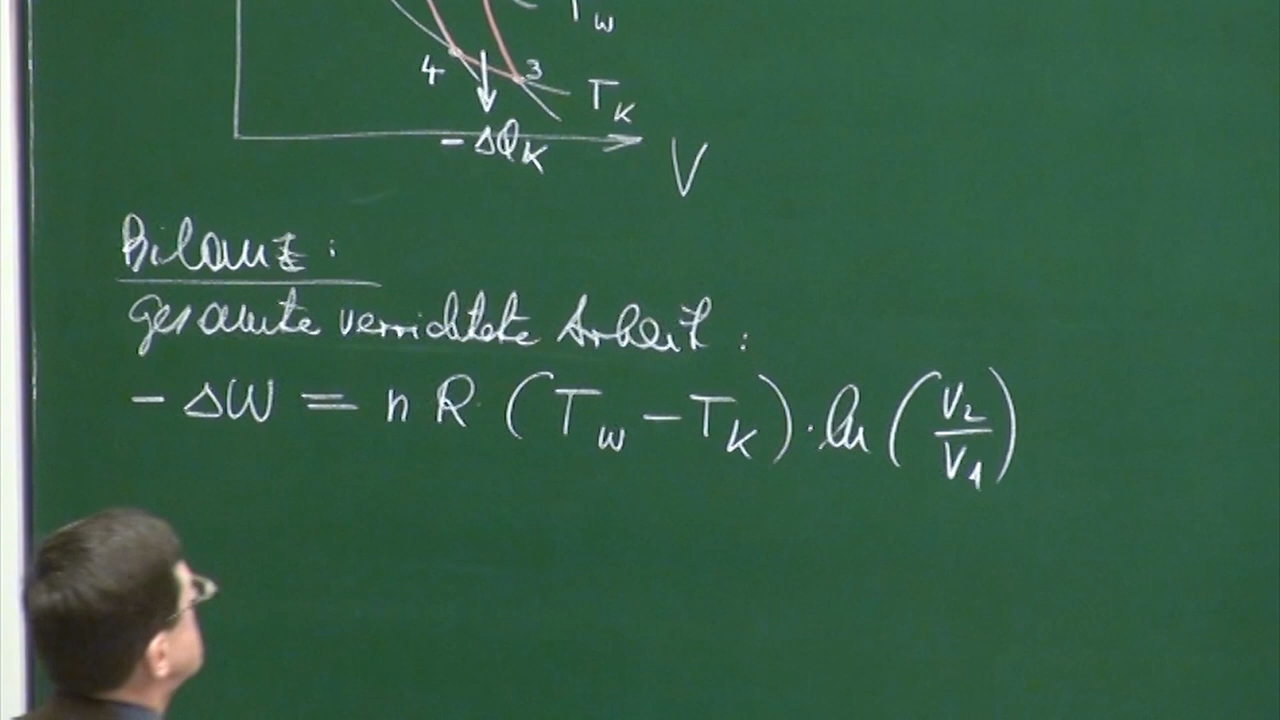 T_W
4
3
T_K
- ΔQ_K
V
Bilanz:
gesamte verrichtete Arbeit:
- ΔW = n R (T_W - T_K) · ln (V_2 / V_1)